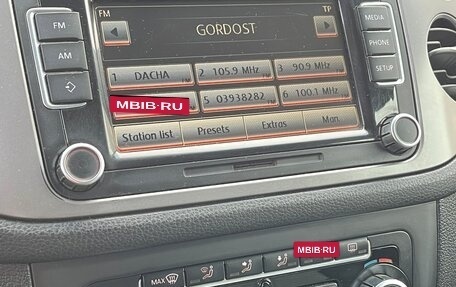 FM
TP
GORDOST
FM
AM
MEDIA
PHONE
SETUP
1 DACHA
2 105.9 MHz
3 90.9 MHz
MBIB·RU
5 03938282
6 100.1 MHz
Station list
Presets
Extras
Man.
MBIB·RU
MAX